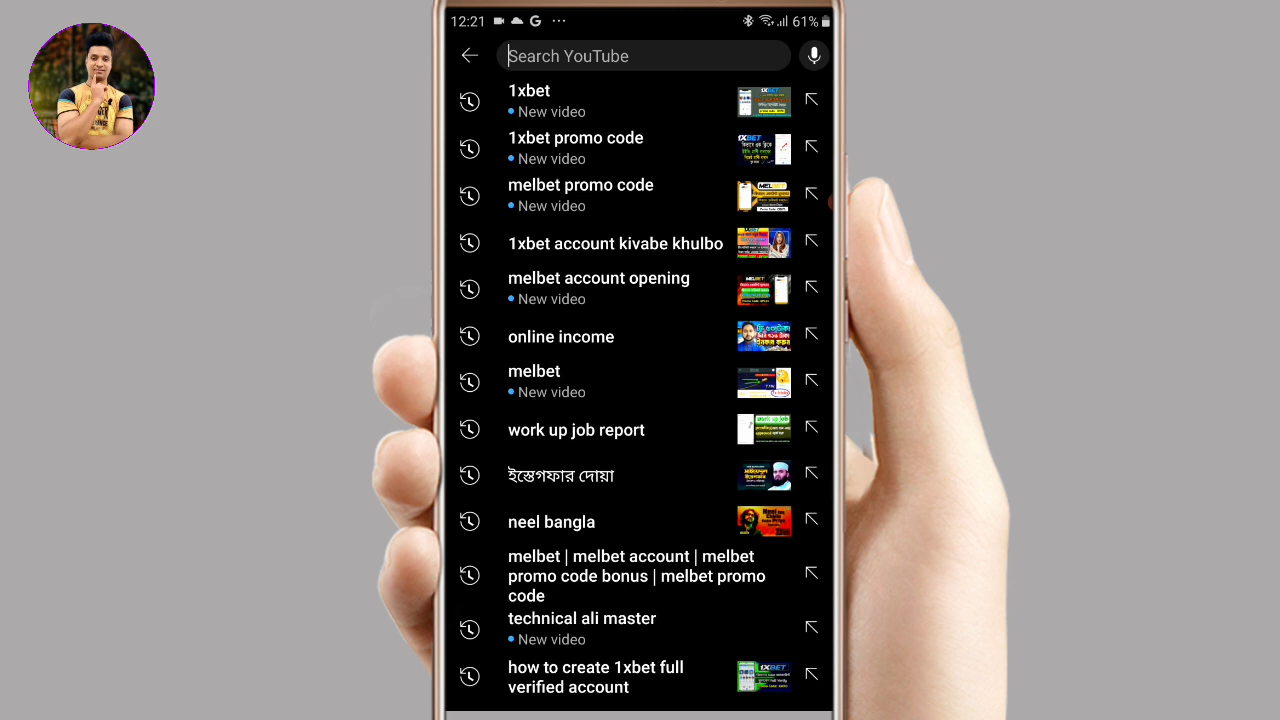 12:21
61%
Search YouTube
1xbet
New video
1xbet promo code
New video
melbet promo code
New video
1xbet account kivabe khulbo
melbet account opening
New video
online income
melbet
New video
work up job report
ইস্তেগফার দোয়া
neel bangla
melbet | melbet account | melbet
promo code bonus | melbet promo
code
technical ali master
New video
how to create 1xbet full
verified account